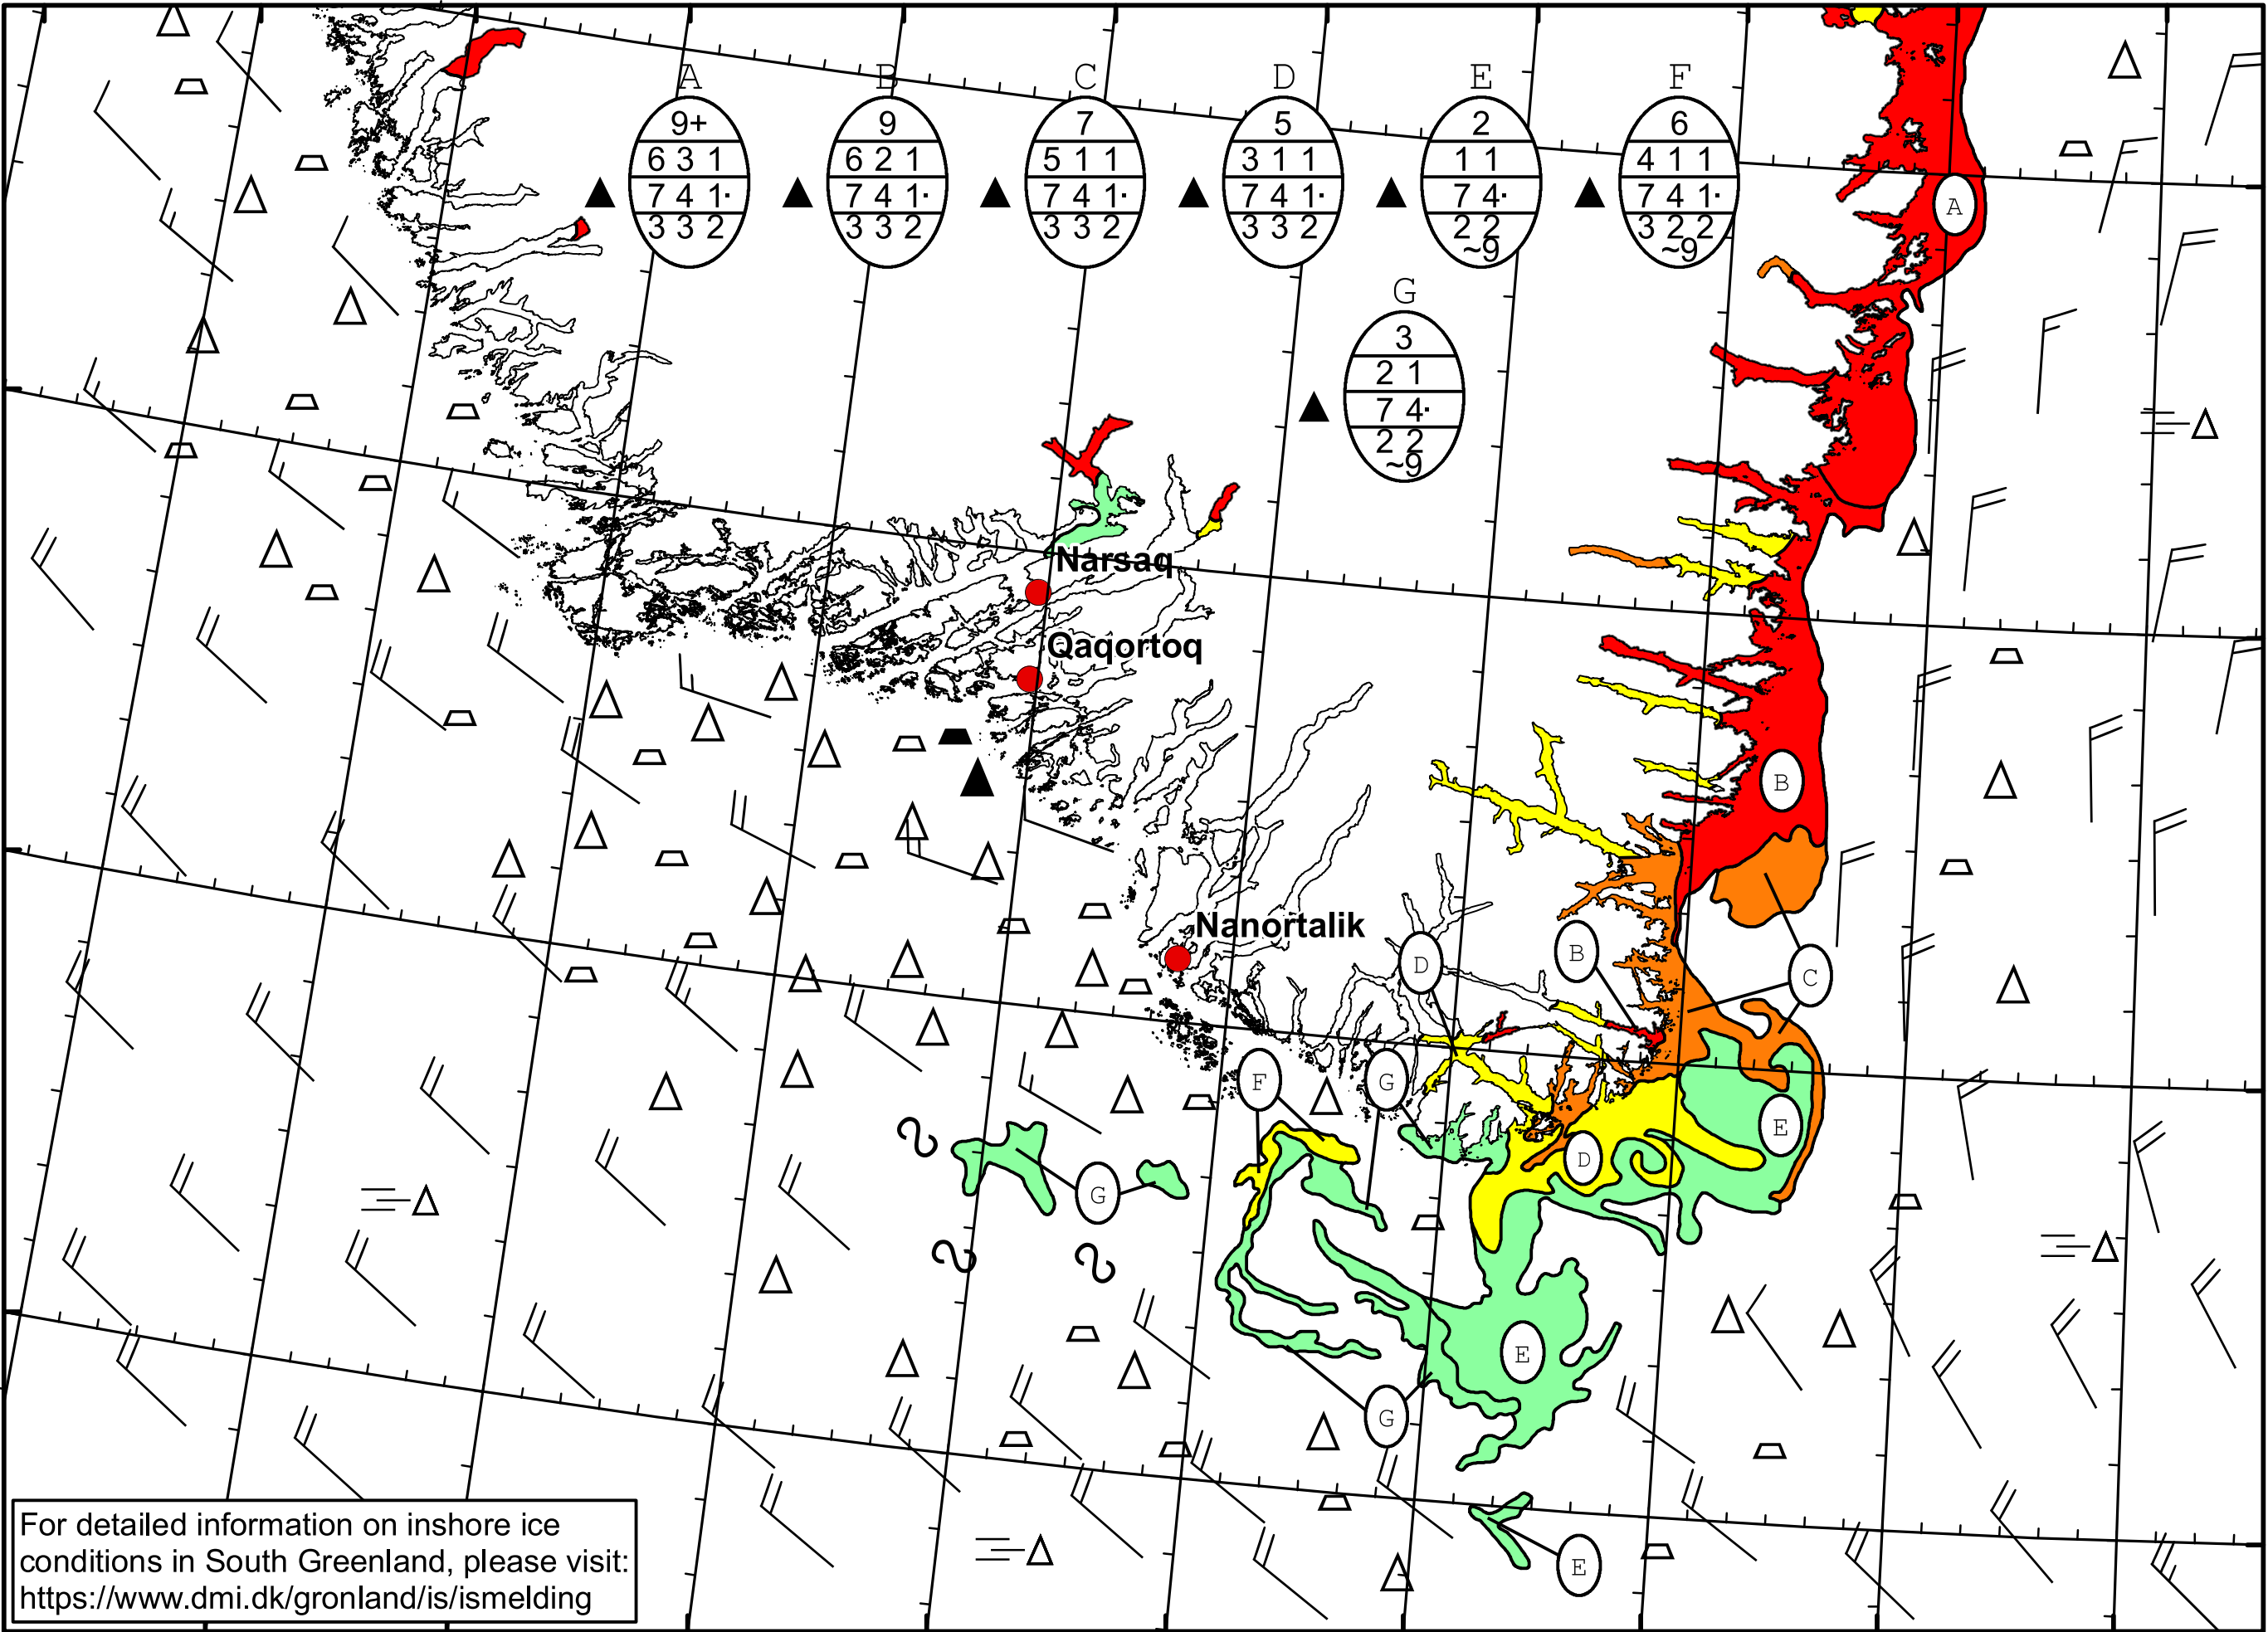 A B C D E F
9+ 9 7 5 2 6
6 3 1 6 2 1 5 1 1 3 1 1 1 1 4 1 1
7 4 1· 7 4 1· 7 4 1· 7 4 1· 7 4· 7 4 1·
3 3 2 3 3 2 3 3 2 3 3 2 2 2 3 2 2
~9 ~9
A
G
3
2 1
7 4·
2 2
~9
Narsaq
Qaqortoq
B
Nanortalik
D B C
F G
E
D
G
E
G
E
For detailed information on inshore ice
conditions in South Greenland, please visit:
https://www.dmi.dk/gronland/is/ismelding